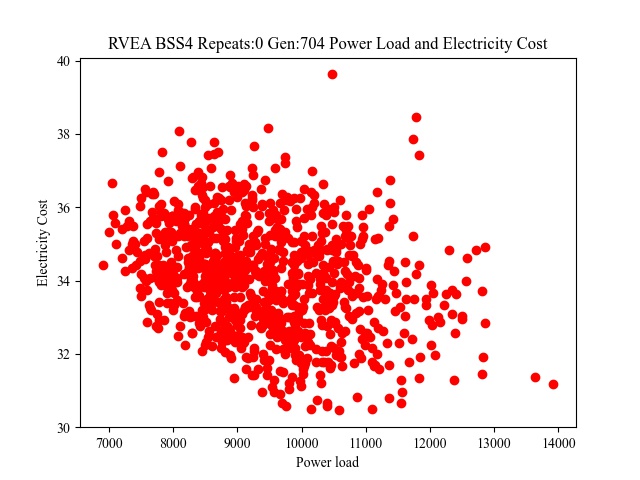 RVEA BSS4 Repeats:0 Gen:704 Power Load and Electricity Cost
40
38
36
34
32
30
Electricity Cost
7000 8000 9000 10000 11000 12000 13000 14000
Power load